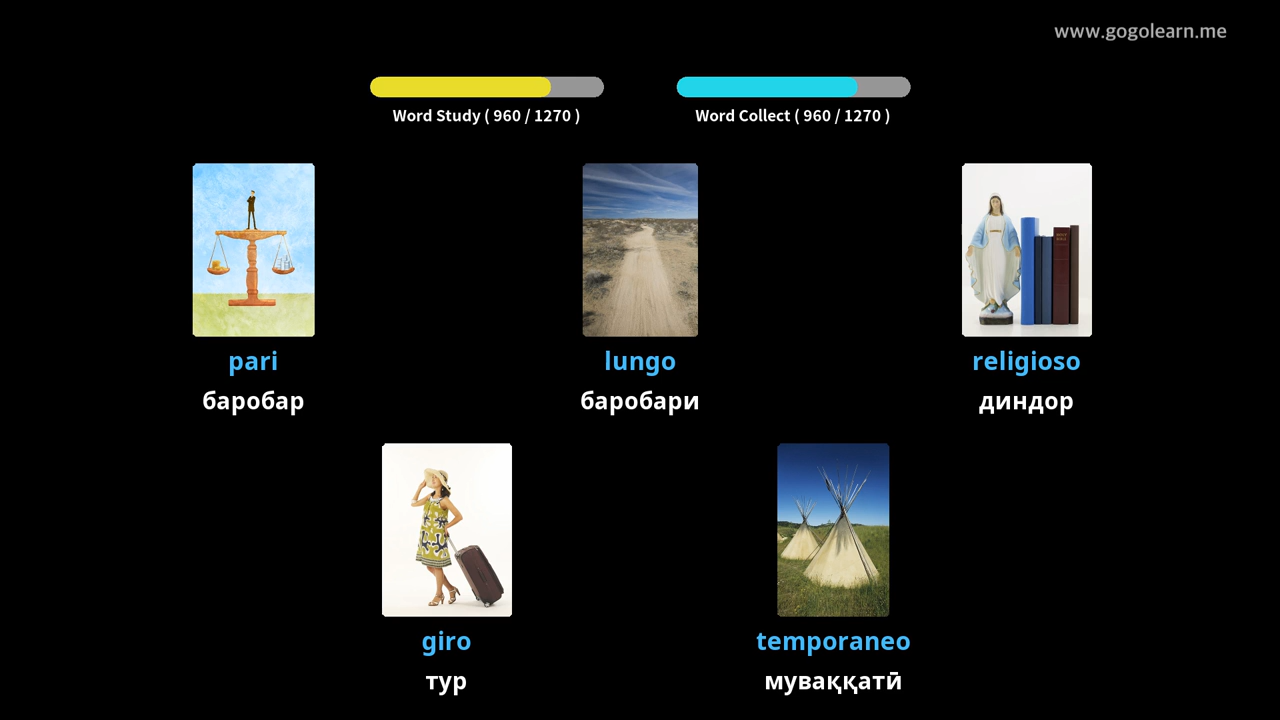 www.gogolearn.me
Word Study ( 960 / 1270 )
Word Collect ( 960 / 1270 )
pari
баробар
lungo
баробари
religioso
диндор
giro
тур
temporaneo
муваққатӣ